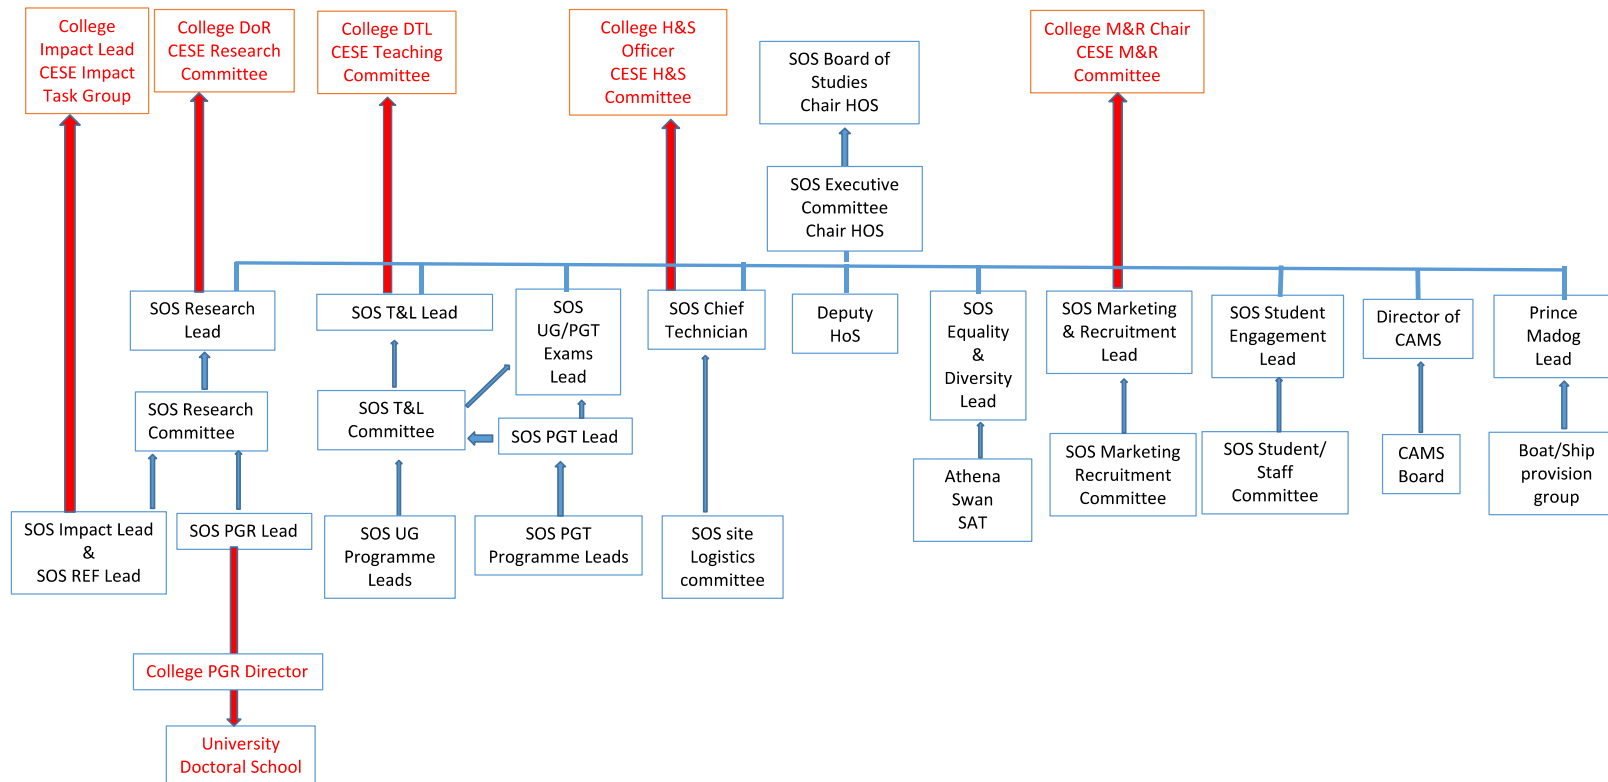 College
Impact Lead
CESE Impact
Task Group
College DoR
CESE Research
Committee
College DTL
CESE Teaching
Committee
College H&S
Officer
CESE H&S
Committee
SOS Board of
Studies
Chair HOS
College M&R Chair
CESE M&R
Committee
SOS Executive
Committee
Chair HOS
SOS Research
Lead
SOS T&L Lead
SOS
UG/PGT
Exams
Lead
SOS Chief
Technician
Deputy
HoS
SOS
Equality
&
Diversity
Lead
SOS Marketing
& Recruitment
Lead
SOS Student
Engagement
Lead
Director of
CAMS
Prince
Madog
Lead
SOS Research
Committee
SOS T&L
Committee
SOS PGT Lead
Athena
Swan
SAT
SOS Marketing
Recruitment
Committee
SOS Student/
Staff
Committee
CAMS
Board
Boat/Ship
provision
group
SOS Impact Lead
&
SOS REF Lead
SOS PGR Lead
SOS UG
Programme
Leads
SOS PGT
Programme Leads
SOS site
Logistics
committee
College PGR Director
University
Doctoral School